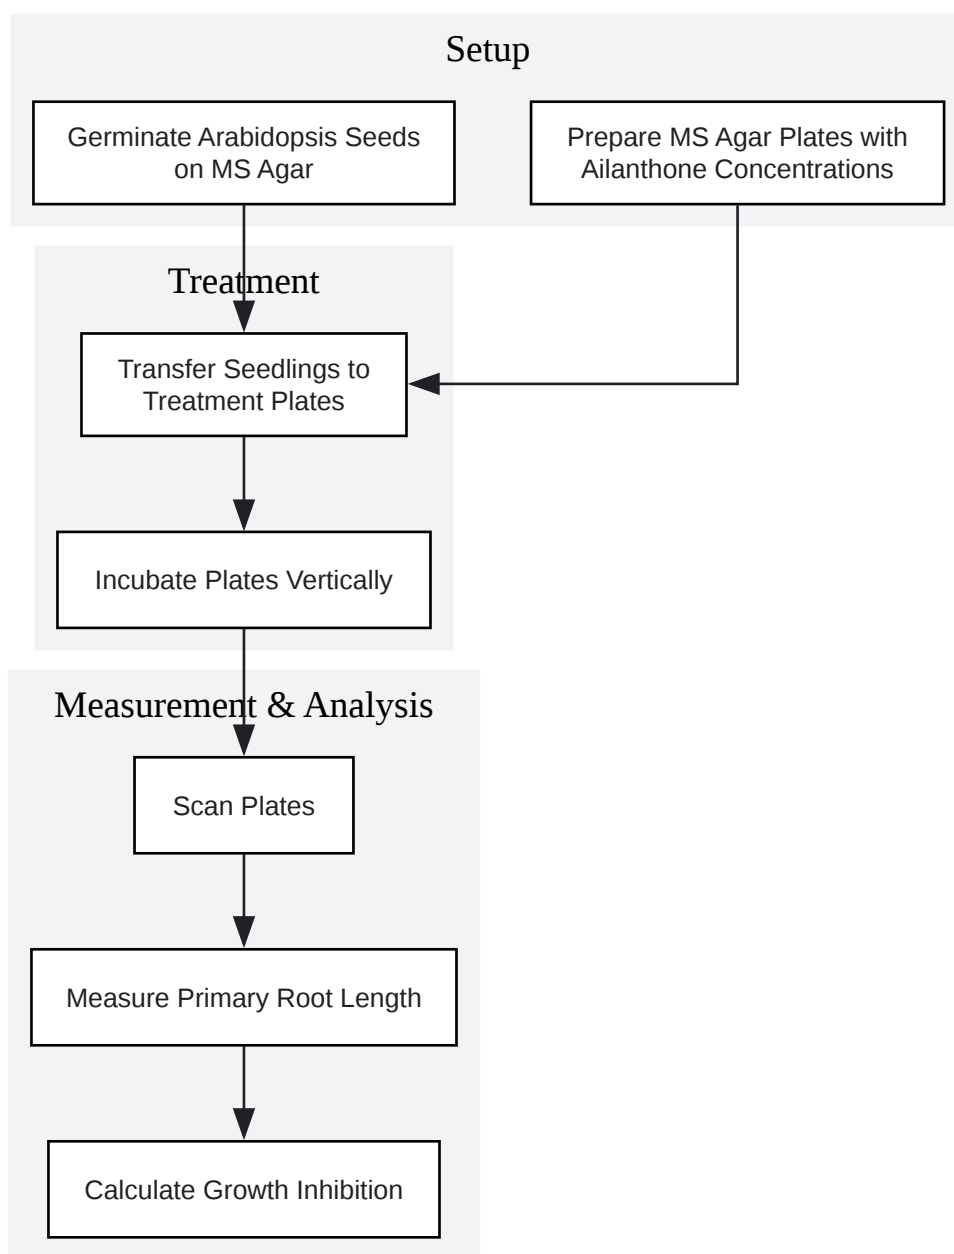 Setup
Germinate Arabidopsis Seeds
on MS Agar
Prepare MS Agar Plates with
Ailanthone Concentrations
Treatment
Transfer Seedlings to
Treatment Plates
Incubate Plates Vertically
Measurement & Analysis
Scan Plates
Measure Primary Root Length
Calculate Growth Inhibition